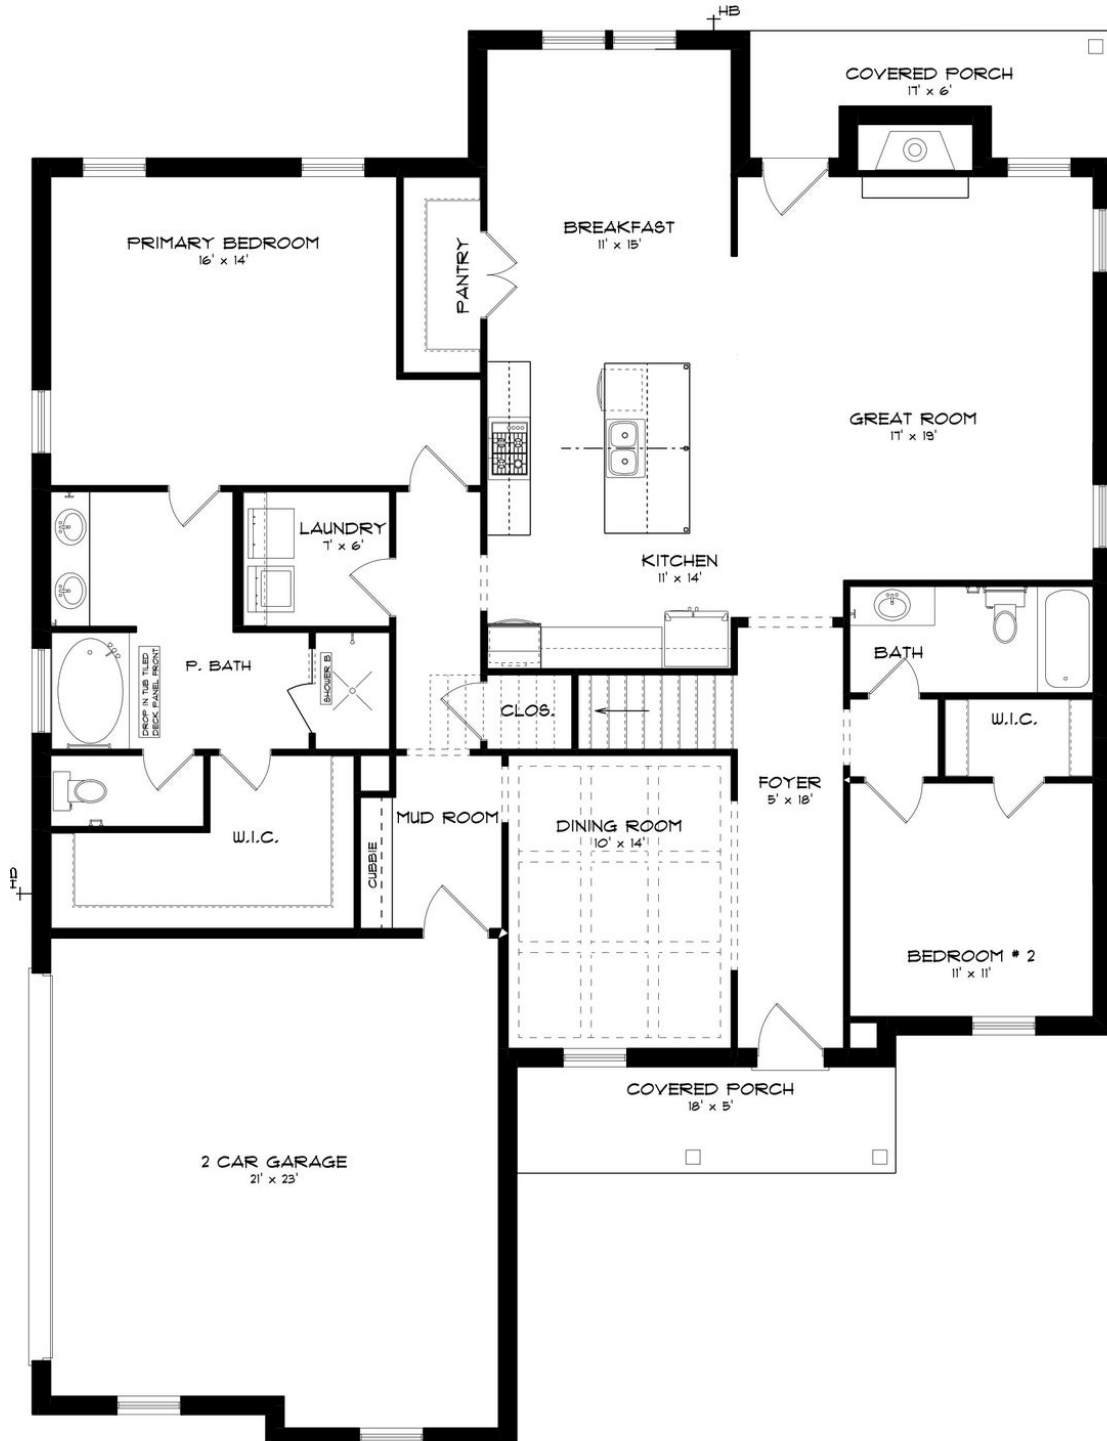 HB
COVERED PORCH
17' x 6'
BREAKFAST
11' x 15'
PRIMARY BEDROOM
16' x 14'
PANTRY
GREAT ROOM
17' x 19'
LAUNDRY
7' x 6'
KITCHEN
11' x 14'
BATH
P. BATH
DROP IN TUB TILED
DECK PANEL FRONT
SHOWER B
CLOS.
W.I.C.
FOYER
5' x 18'
MUD ROOM
DINING ROOM
10' x 14'
W.I.C.
CUBBIE
HD
BEDROOM # 2
11' x 11'
COVERED PORCH
18' x 5'
2 CAR GARAGE
21' x 23'